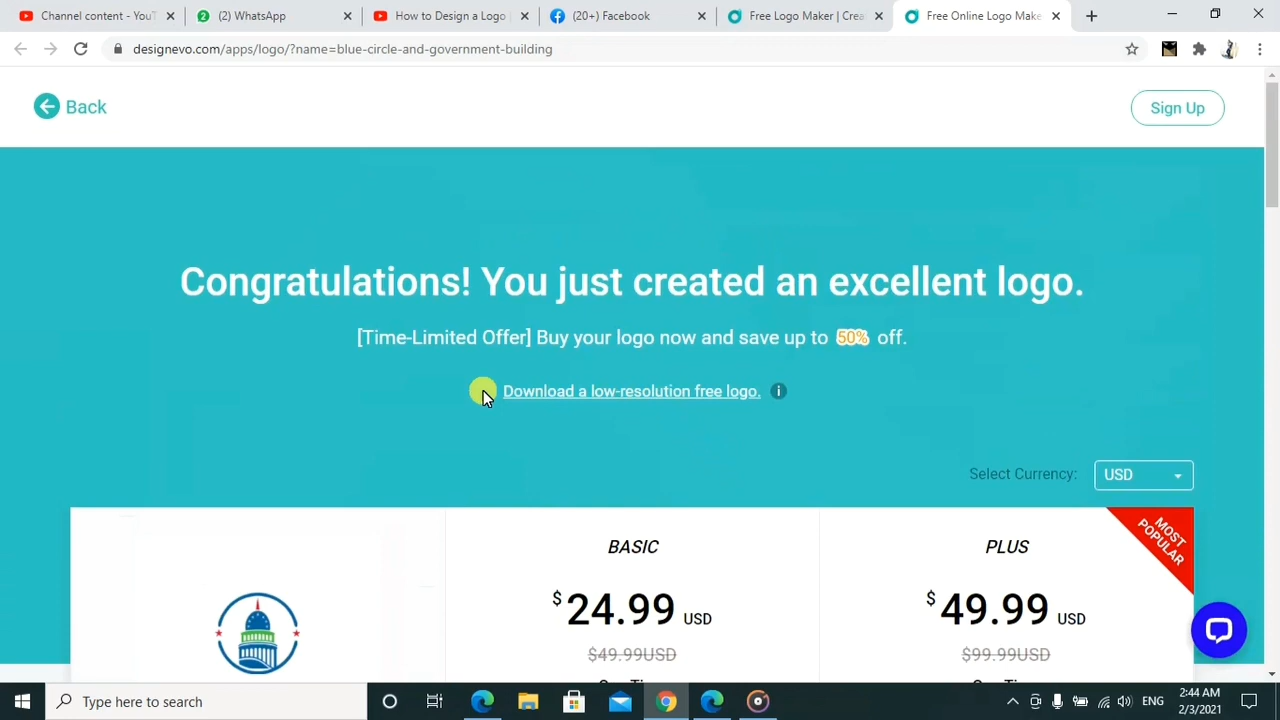 Channel content - YouT
(2) WhatsApp
How to Design a Logo
(20+) Facebook
Free Logo Maker | Crea
Free Online Logo Make
designevo.com/apps/logo/?name=blue-circle-and-government-building
Back
Sign Up
Congratulations! You just created an excellent logo.
[Time-Limited Offer] Buy your logo now and save up to 50% off.
Download a low-resolution free logo. i
Select Currency: USD
MOST POPULAR
BASIC
PLUS
$24.99 USD
$49.99 USD
$49.99USD
$99.99USD
Type here to search
ENG
2:44 AM
2/3/2021